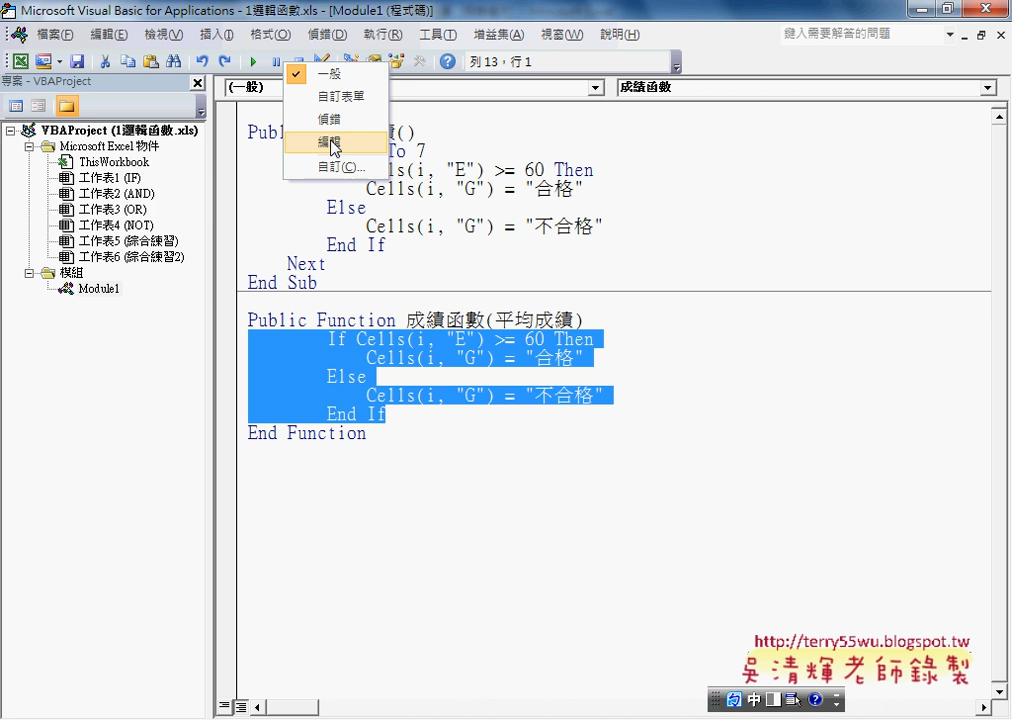 Microsoft Visual Basic for Applications - 1邏輯函數.xls - [Module1 (程式碼)]
檔案(F) 編輯(E) 檢視(V) 插入(I) 格式(O) 偵錯(D) 執行(R) 工具(T) 增益集(A) 視窗(W) 說明(H) 鍵入需要解答的問題
列 13，行 1
專案 - VBAProject
(一般) 成績函數
一般
自訂表單
偵錯
編輯
自訂(C)...
VBAProject (1邏輯函數.xls)
Microsoft Excel 物件
ThisWorkbook
工作表1 (IF)
工作表2 (AND)
工作表3 (OR)
工作表4 (NOT)
工作表5 (綜合練習)
工作表6 (綜合練習2)
模組
Module1
Publ ()
To 7
ls(i, "E") >= 60 Then
Cells(i, "G") = "合格"
Else
Cells(i, "G") = "不合格"
End If
Next
End Sub
Public Function 成績函數(平均成績)
If Cells(i, "E") >= 60 Then
Cells(i, "G") = "合格"
Else
Cells(i, "G") = "不合格"
End If
End Function
http://terry55wu.blogspot.tw
吳清輝老師錄製
中